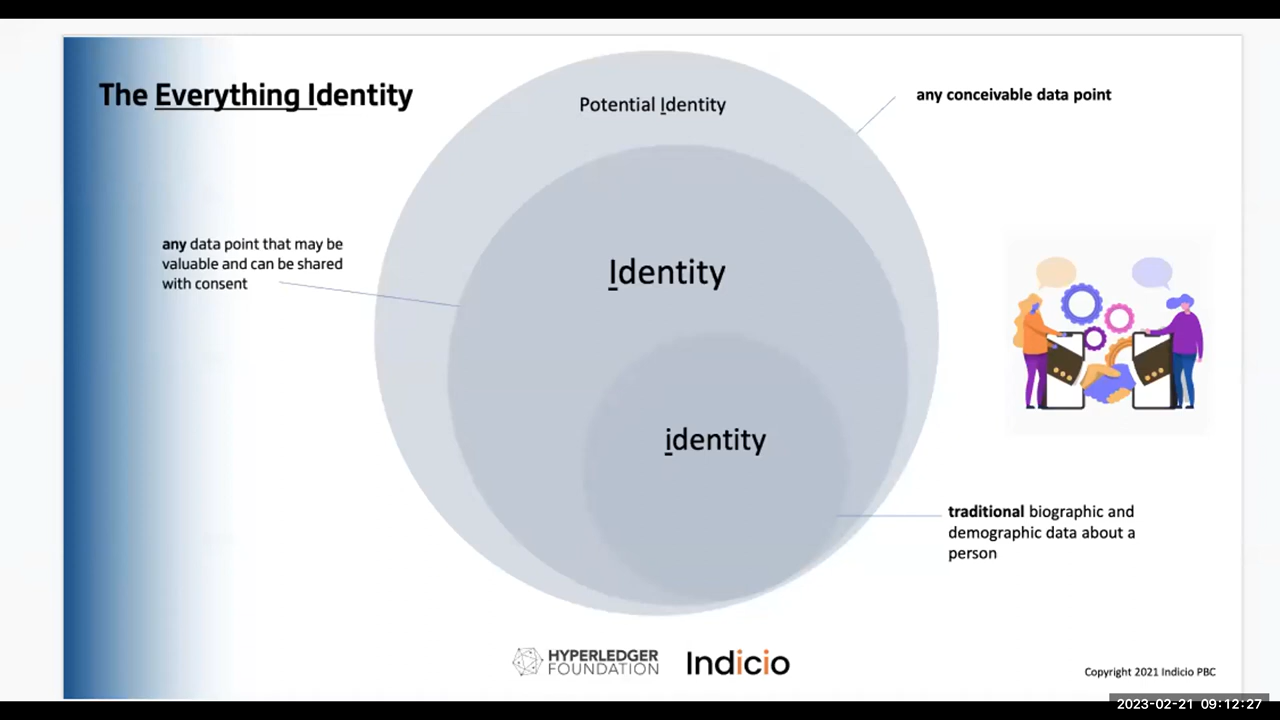 The Everything Identity
Potential Identity
any conceivable data point
any data point that may be
valuable and can be shared
with consent
Identity
identity
traditional biographic and
demographic data about a
person
HYPERLEDGER
FOUNDATION
Indicio
Copyright 2021 Indicio PBC
2023-02-21 09:12:27